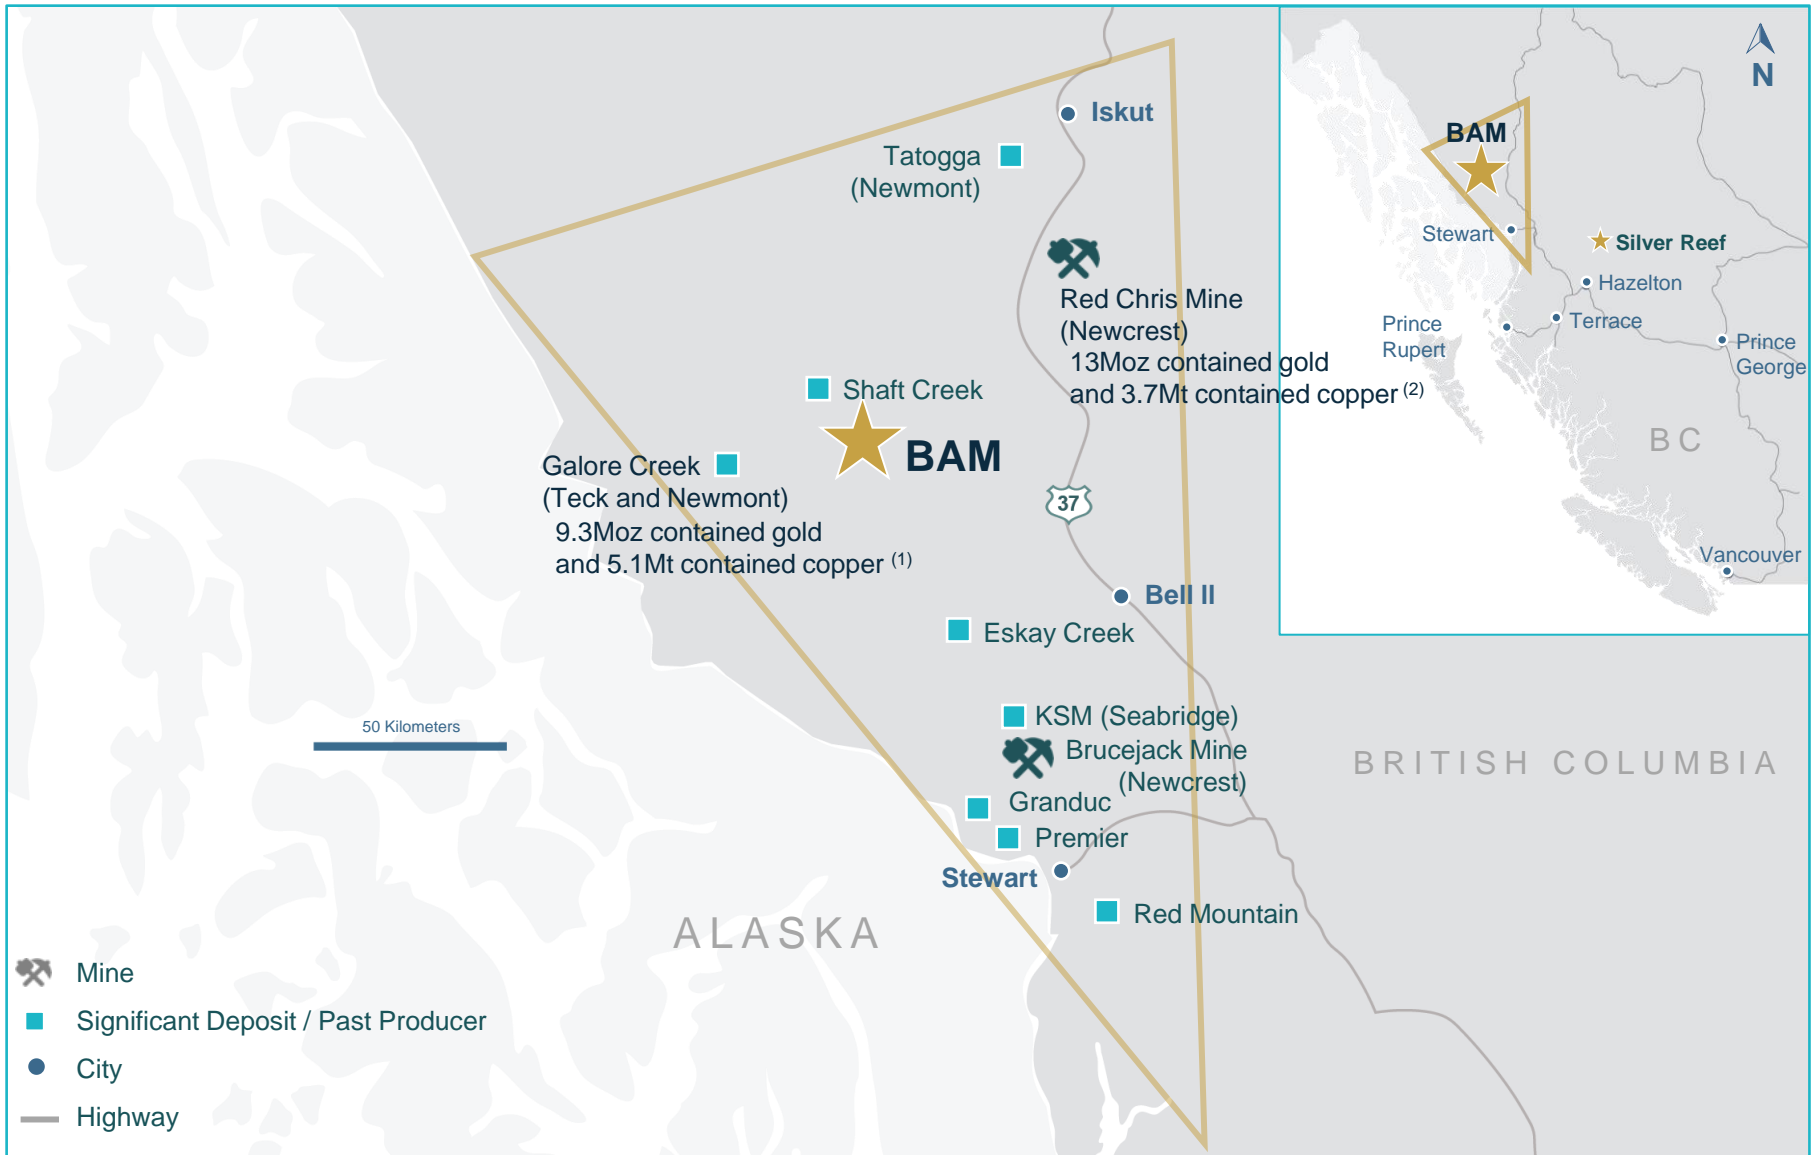 Iskut
Tatogga
(Newmont)
Red Chris Mine
(Newcrest)
13Moz contained gold
and 3.7Mt contained copper (2)
Shaft Creek
BAM
Galore Creek
(Teck and Newmont)
9.3Moz contained gold
and 5.1Mt contained copper (1)
37
Bell II
Eskay Creek
50 Kilometers
KSM (Seabridge)
Brucejack Mine
(Newcrest)
Granduc
Premier
Stewart
Red Mountain
ALASKA
BRITISH COLUMBIA
Mine
Significant Deposit / Past Producer
City
Highway
N
BAM
Stewart
Silver Reef
Hazelton
Terrace
Prince
Rupert
Prince
George
BC
Vancouver